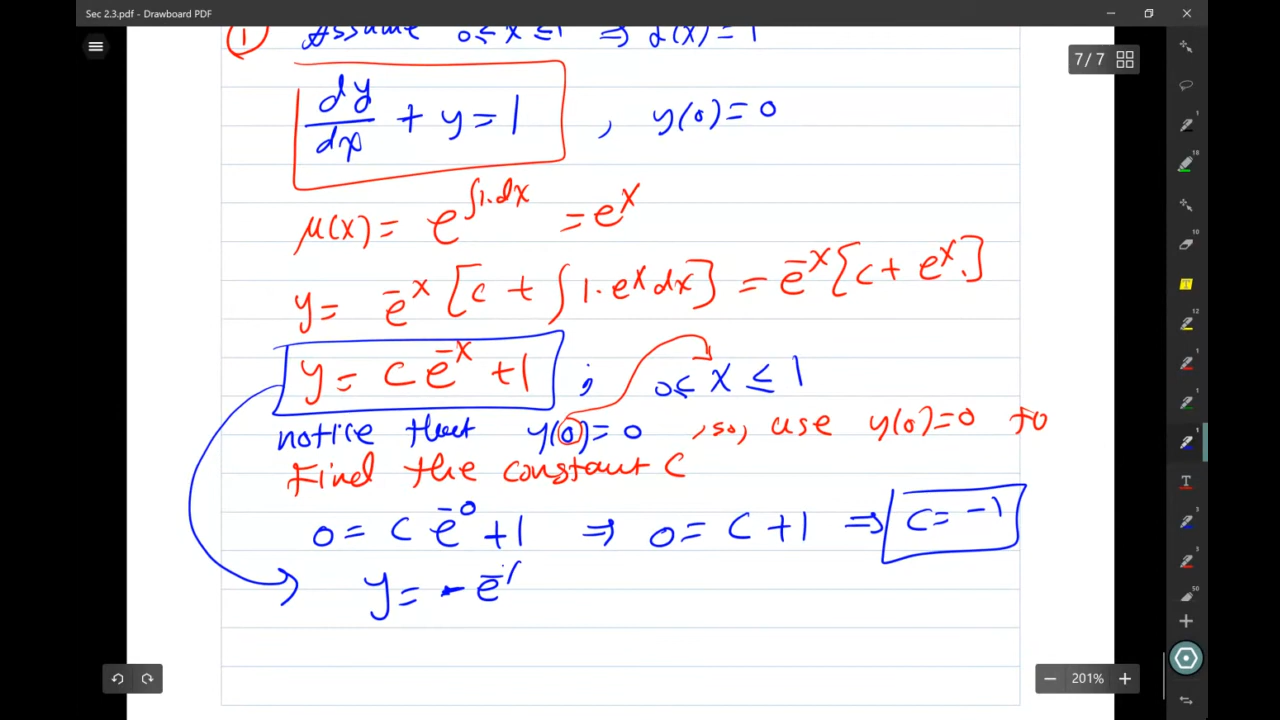 Sec 2.3.pdf - Drawboard PDF
7 / 7
① Assume 0 ≤ x ≤ 1 ⇒ f(x) = 1
dy/dx + y = 1 , y(0) = 0
μ(x) = e^{∫1.dx} = e^x
y = e^{-x} [c + ∫ 1. e^x dx] = e^{-x} [c + e^x.]
y = c e^{-x} + 1 ; 0 ≤ x ≤ 1
notice that y(0) = 0 , so, use y(0) = 0 to
Find the constant C
0 = c e^{-0} + 1 ⇒ 0 = c + 1 ⇒ c = -1
y = - e^-
201%